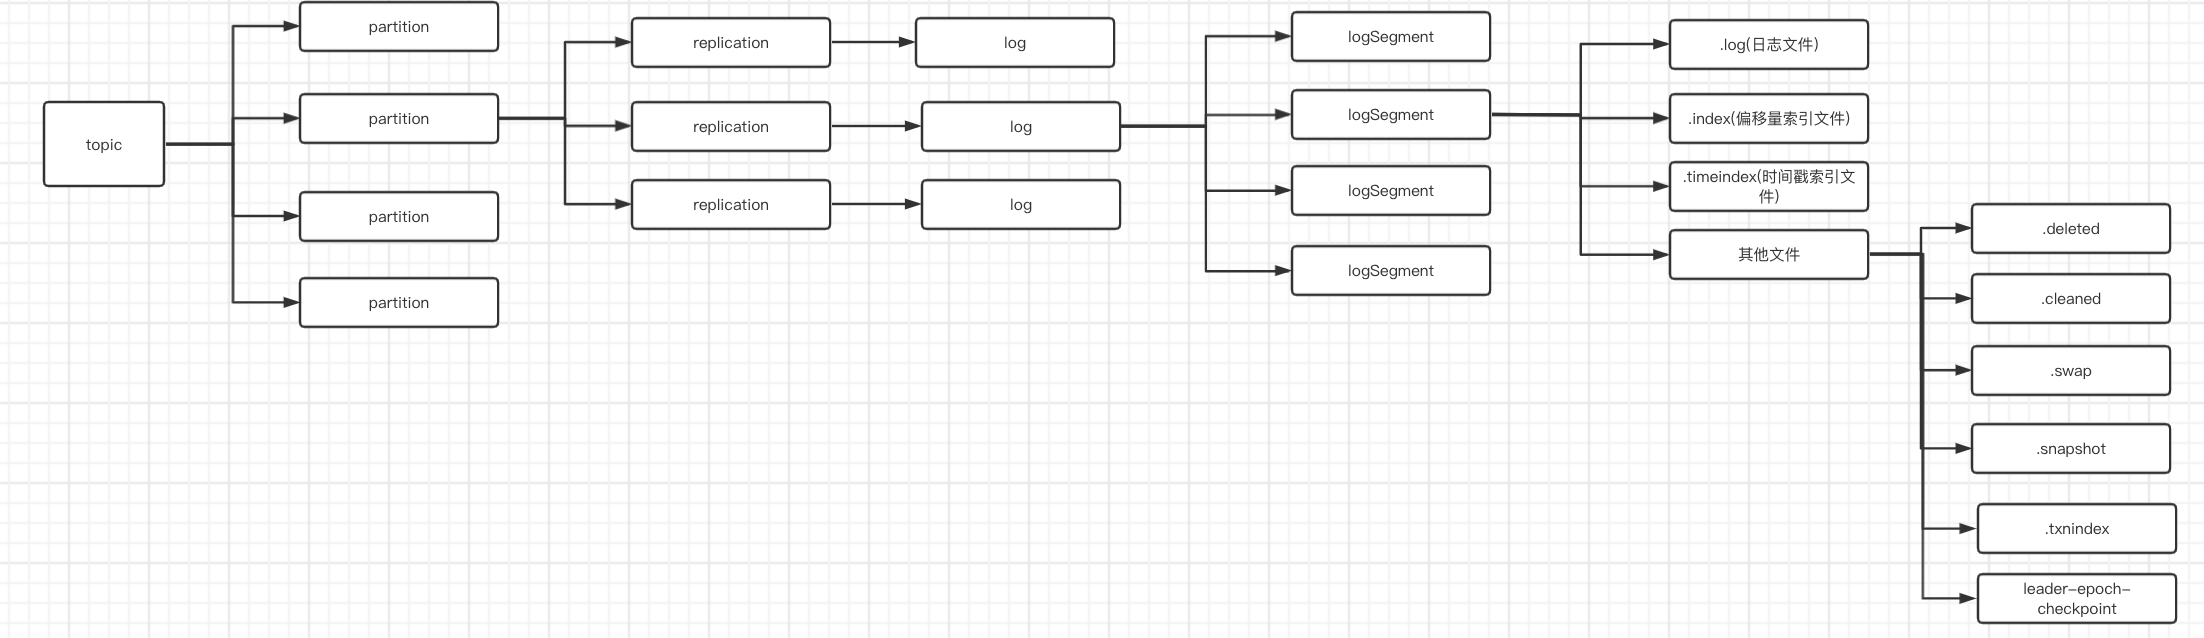 topic
partition
partition
partition
partition
replication
replication
replication
log
log
log
logSegment
logSegment
logSegment
logSegment
.log(日志文件)
.index(偏移量索引文件)
.timeindex(时间戳索引文
件)
其他文件
.deleted
.cleaned
.swap
.snapshot
.txnindex
leader-epoch-
checkpoint